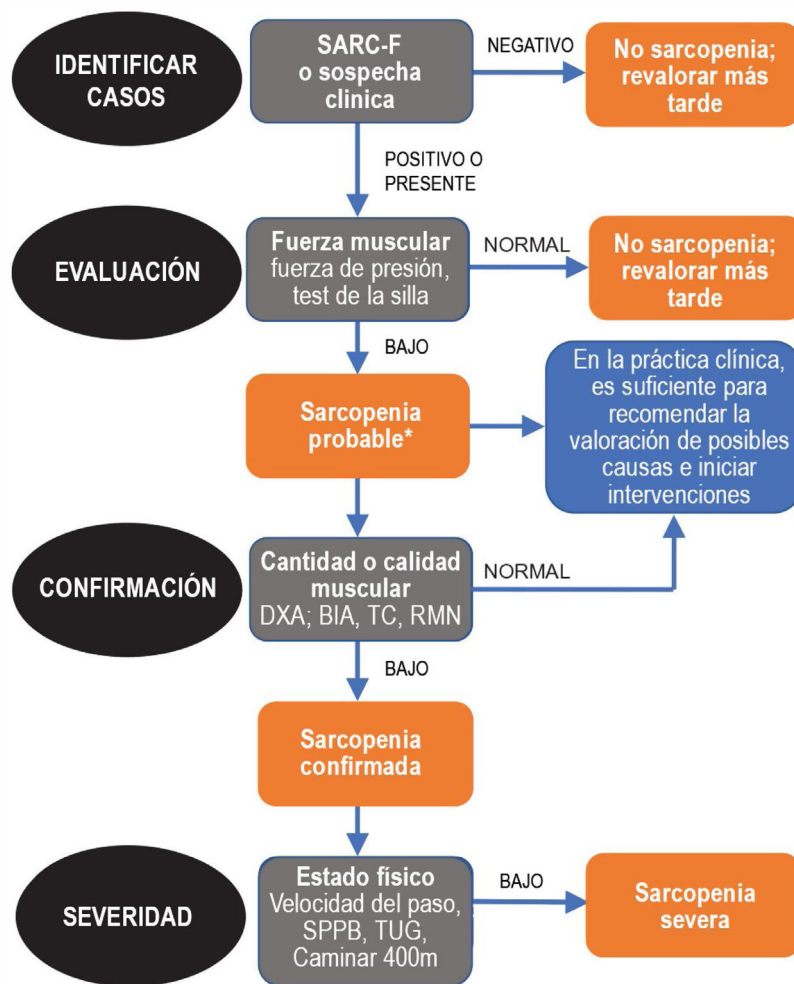 IDENTIFICAR
CASOS
SARC-F
o sospecha
clinica
NEGATIVO
No sarcopenia;
revalorar más
tarde
POSITIVO O
PRESENTE
EVALUACIÓN
Fuerza muscular
fuerza de presión,
test de la silla
NORMAL
No sarcopenia;
revalorar más
tarde
BAJO
Sarcopenia
probable*
En la práctica clínica,
es suficiente para
recomendar la
valoración de posibles
causas e iniciar
intervenciones
CONFIRMACIÓN
Cantidad o calidad
muscular
DXA; BIA, TC, RMN
NORMAL
BAJO
Sarcopenia
confirmada
SEVERIDAD
Estado físico
Velocidad del paso,
SPPB, TUG,
Caminar 400m
BAJO
Sarcopenia
severa